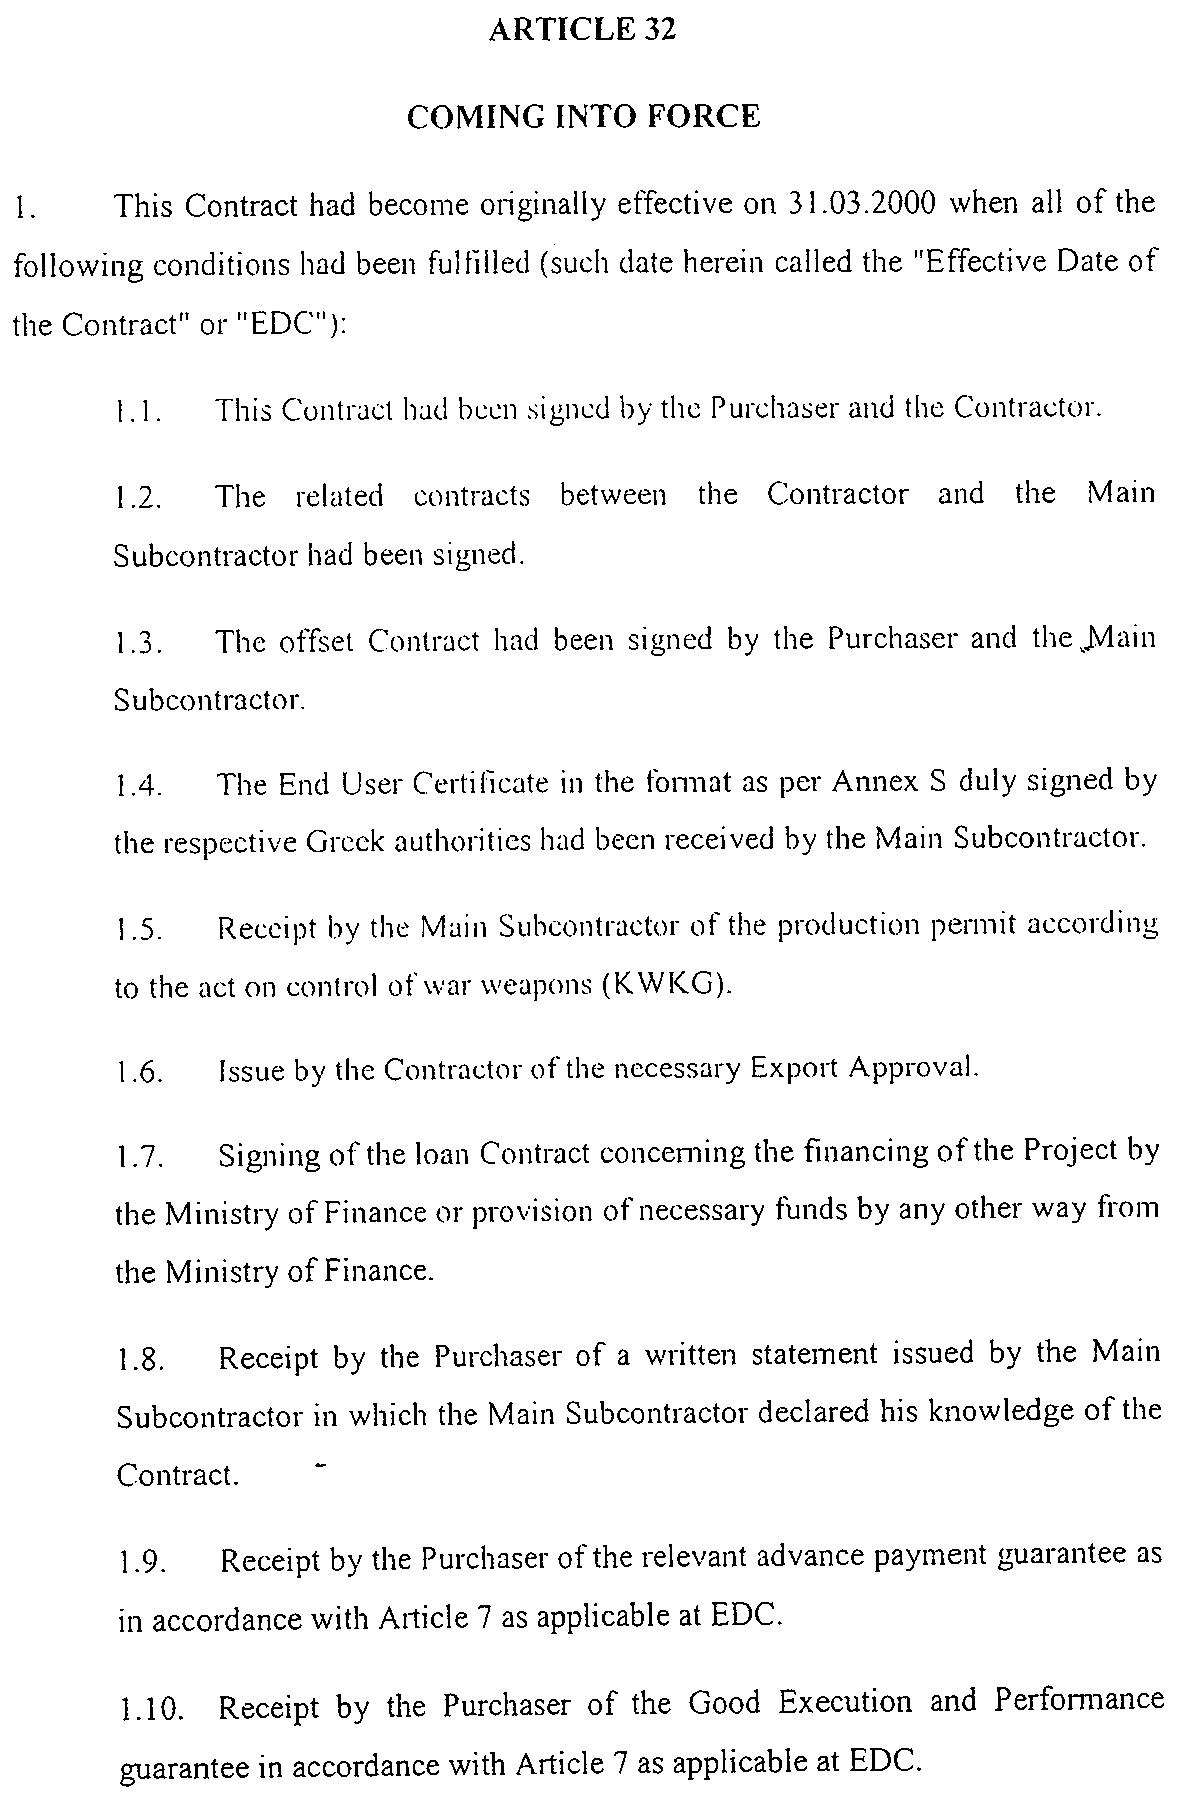 ARTICLE 32
COMING INTO FORCE
1. This Contract had become originally effective on 31.03.2000 when all of the
following conditions had been fulfilled (such date herein called the "Effective Date of
the Contract" or "EDC"):
1.1. This Contract had been signed by the Purchaser and the Contractor.
1.2. The related contracts between the Contractor and the Main
Subcontractor had been signed.
1.3. The offset Contract had been signed by the Purchaser and the Main
Subcontractor.
1.4. The End User Certificate in the format as per Annex S duly signed by
the respective Greek authorities had been received by the Main Subcontractor.
1.5. Receipt by the Main Subcontractor of the production permit according
to the act on control of war weapons (KWKG).
1.6. Issue by the Contractor of the necessary Export Approval.
1.7. Signing of the loan Contract concerning the financing of the Project by
the Ministry of Finance or provision of necessary funds by any other way from
the Ministry of Finance.
1.8. Receipt by the Purchaser of a written statement issued by the Main
Subcontractor in which the Main Subcontractor declared his knowledge of the
Contract.
1.9. Receipt by the Purchaser of the relevant advance payment guarantee as
in accordance with Article 7 as applicable at EDC.
1.10. Receipt by the Purchaser of the Good Execution and Performance
guarantee in accordance with Article 7 as applicable at EDC.